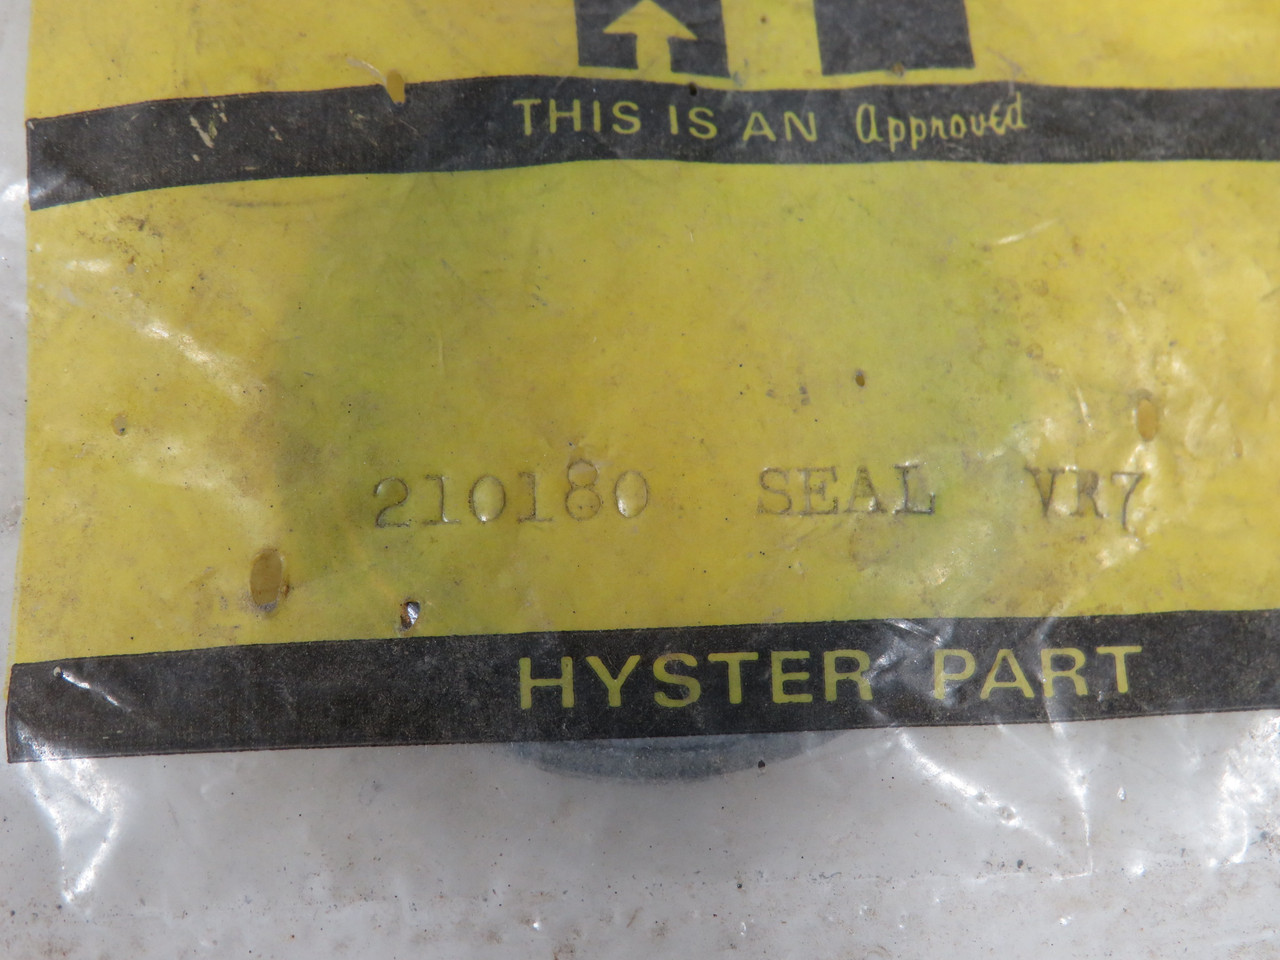 THIS IS AN Approved
210180 SEAL VR7
HYSTER PART